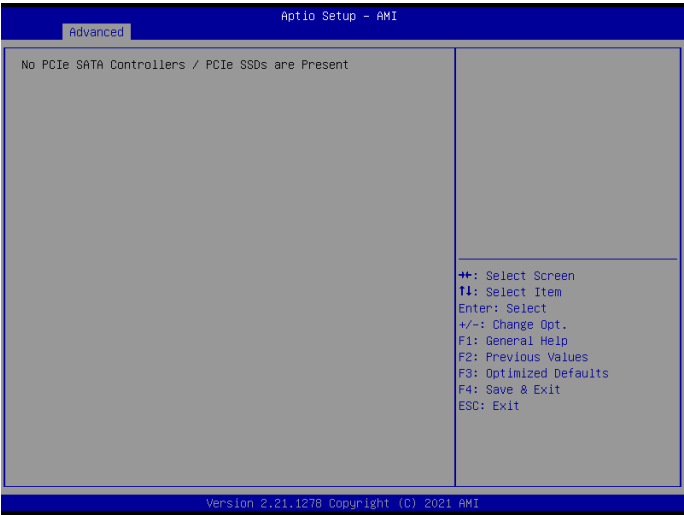 Aptio Setup – AMI
Advanced
No PCIe SATA Controllers / PCIe SSDs are Present
→←: Select Screen
↑↓: Select Item
Enter: Select
+/-: Change Opt.
F1: General Help
F2: Previous Values
F3: Optimized Defaults
F4: Save & Exit
ESC: Exit
Version 2.21.1278 Copyright (C) 2021 AMI